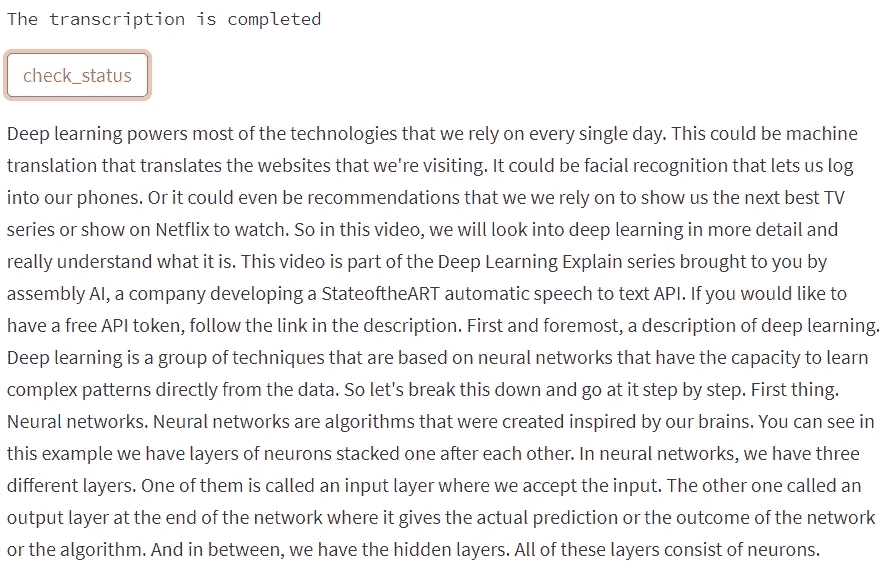 The transcription is completed
check_status
Deep learning powers most of the technologies that we rely on every single day. This could be machine
translation that translates the websites that we're visiting. It could be facial recognition that lets us log
into our phones. Or it could even be recommendations that we we rely on to show us the next best TV
series or show on Netflix to watch. So in this video, we will look into deep learning in more detail and
really understand what it is. This video is part of the Deep Learning Explain series brought to you by
assembly AI, a company developing a StateoftheART automatic speech to text API. If you would like to
have a free API token, follow the link in the description. First and foremost, a description of deep learning.
Deep learning is a group of techniques that are based on neural networks that have the capacity to learn
complex patterns directly from the data. So let's break this down and go at it step by step. First thing.
Neural networks. Neural networks are algorithms that were created inspired by our brains. You can see in
this example we have layers of neurons stacked one after each other. In neural networks, we have three
different layers. One of them is called an input layer where we accept the input. The other one called an
output layer at the end of the network where it gives the actual prediction or the outcome of the network
or the algorithm. And in between, we have the hidden layers. All of these layers consist of neurons.